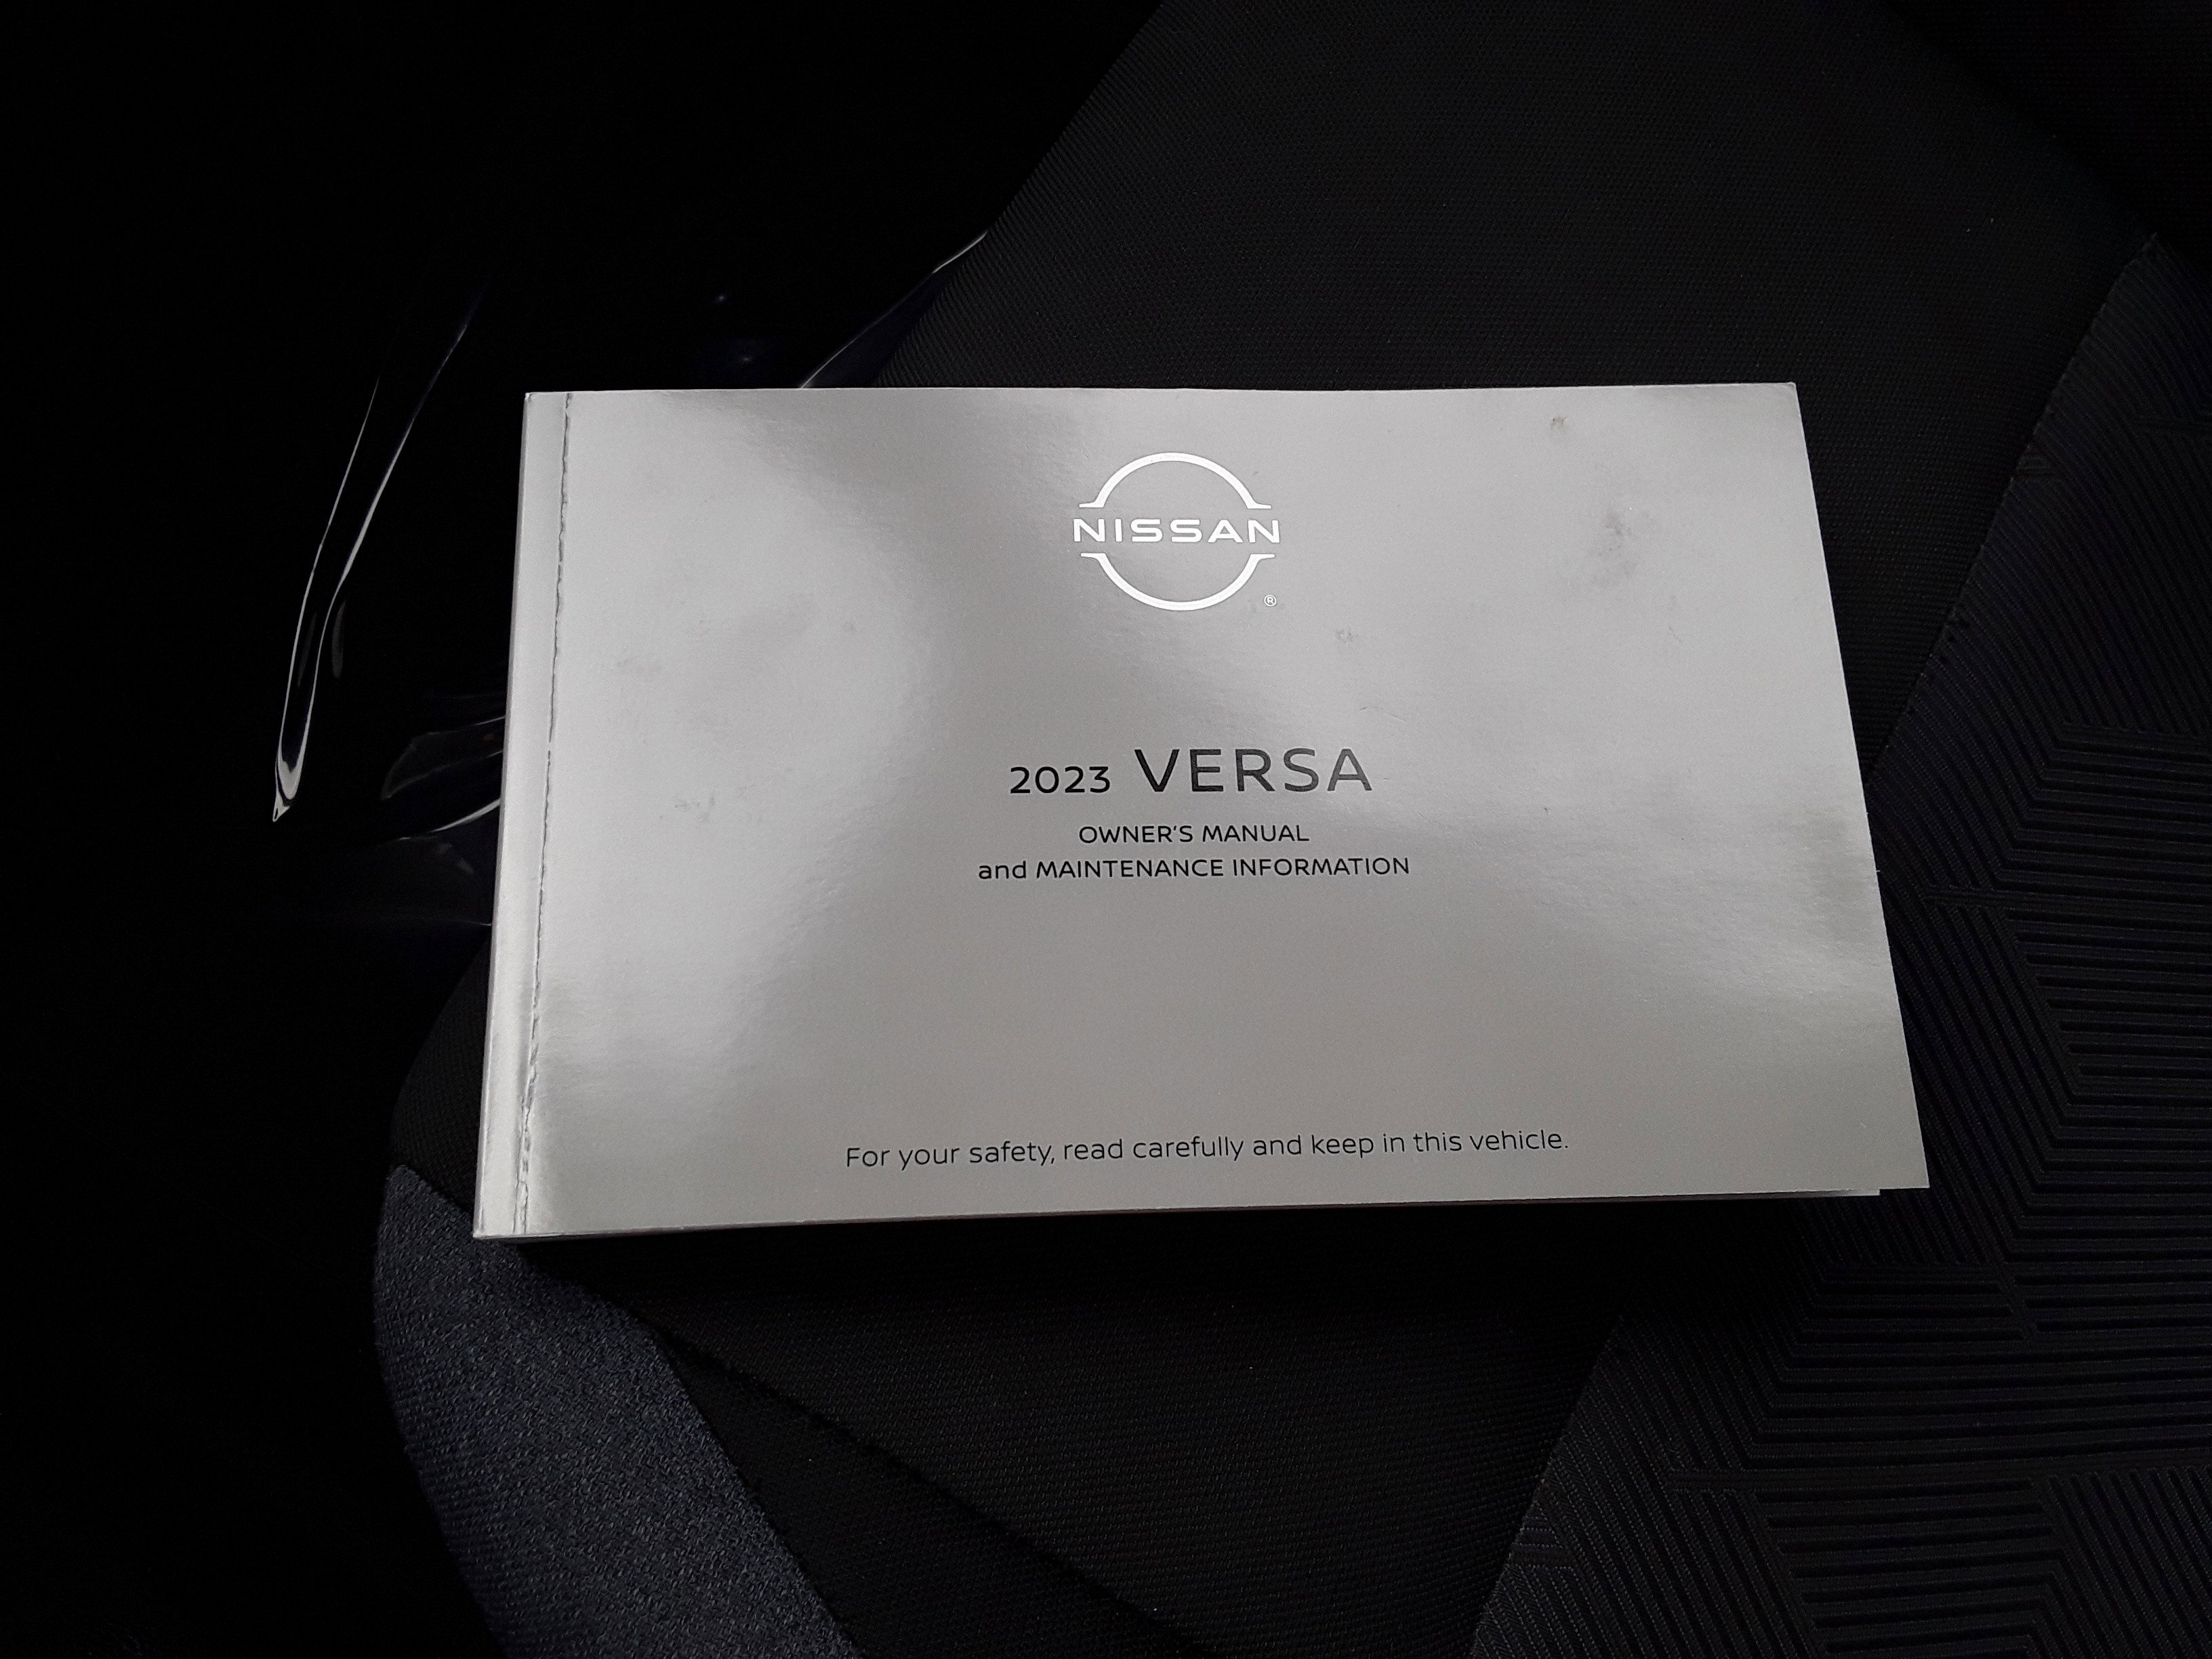 NISSAN
®
2023 VERSA
OWNER'S MANUAL
and MAINTENANCE INFORMATION
For your safety, read carefully and keep in this vehicle.